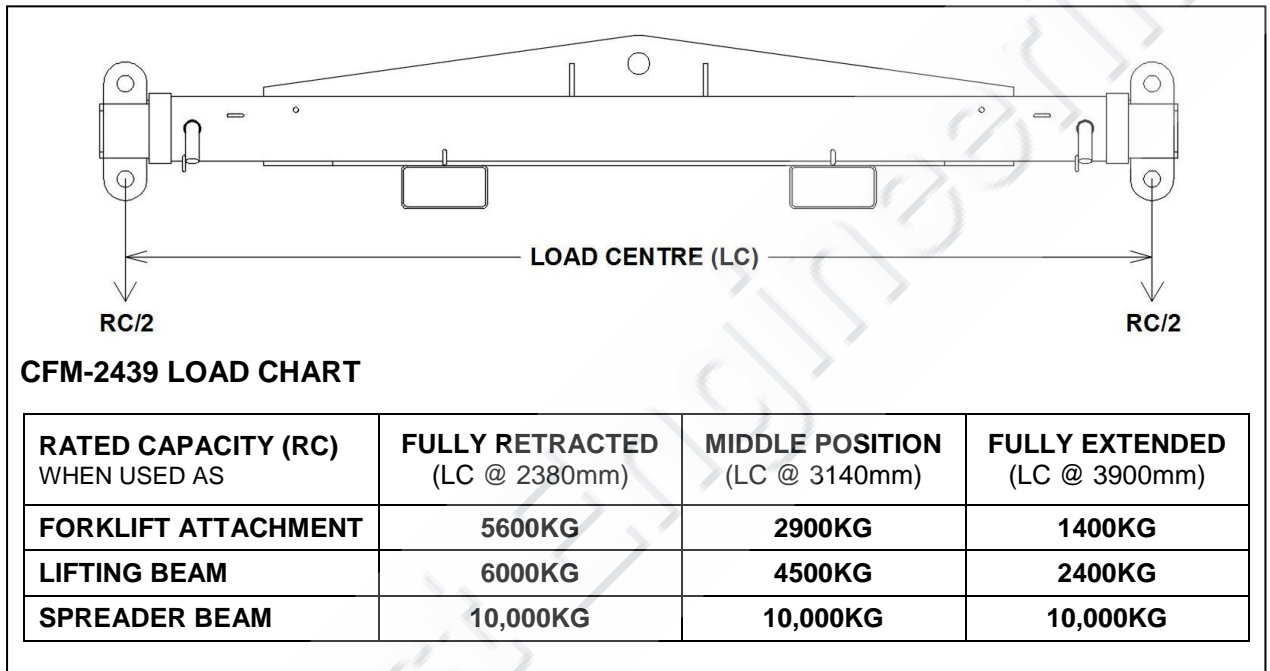 LOAD CENTRE (LC)
RC/2 RC/2
CFM-2439 LOAD CHART
RATED CAPACITY (RC) FULLY RETRACTED MIDDLE POSITION FULLY EXTENDED
WHEN USED AS (LC @ 2380mm) (LC @ 3140mm) (LC @ 3900mm)
FORKLIFT ATTACHMENT 5600KG 2900KG 1400KG
LIFTING BEAM 6000KG 4500KG 2400KG
SPREADER BEAM 10,000KG 10,000KG 10,000KG
Engineering